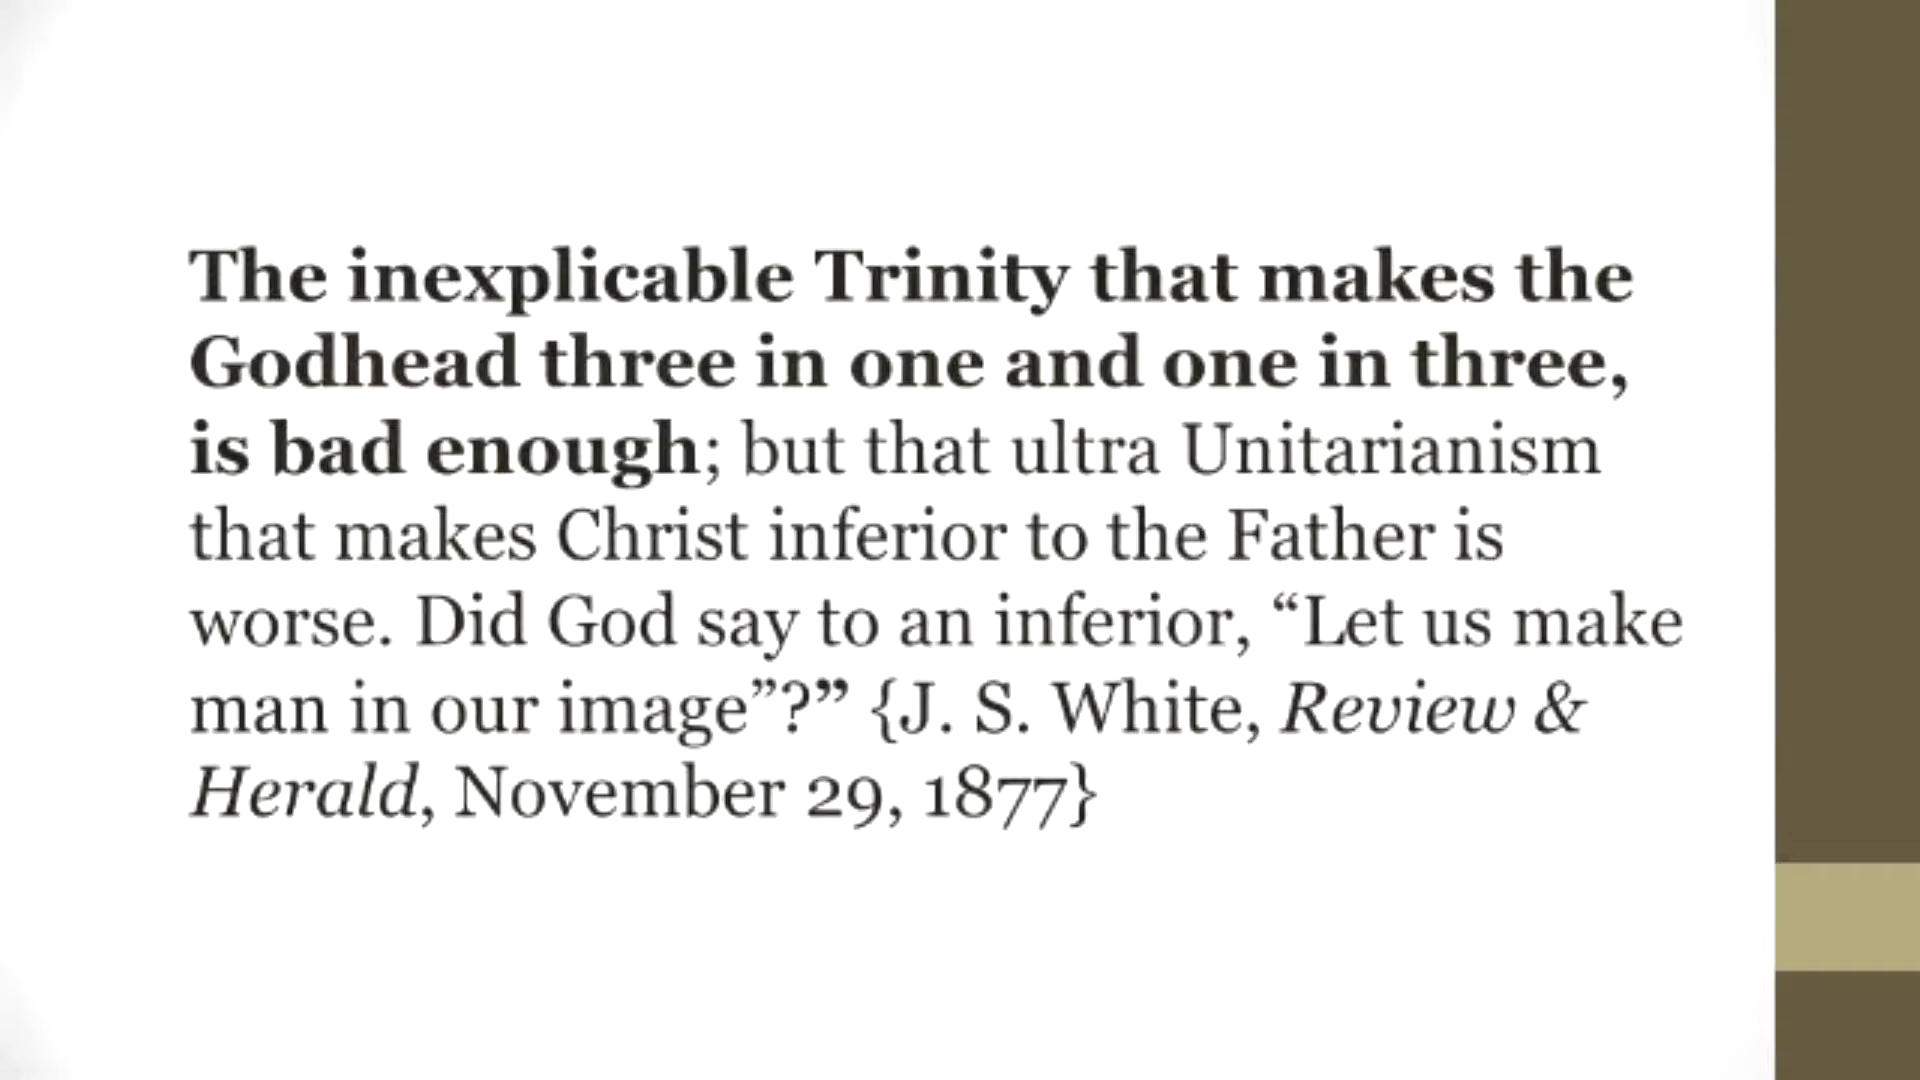 The inexplicable Trinity that makes the
Godhead three in one and one in three,
is bad enough; but that ultra Unitarianism
that makes Christ inferior to the Father is
worse. Did God say to an inferior, “Let us make
man in our image”?” {J. S. White, Review &
Herald, November 29, 1877}